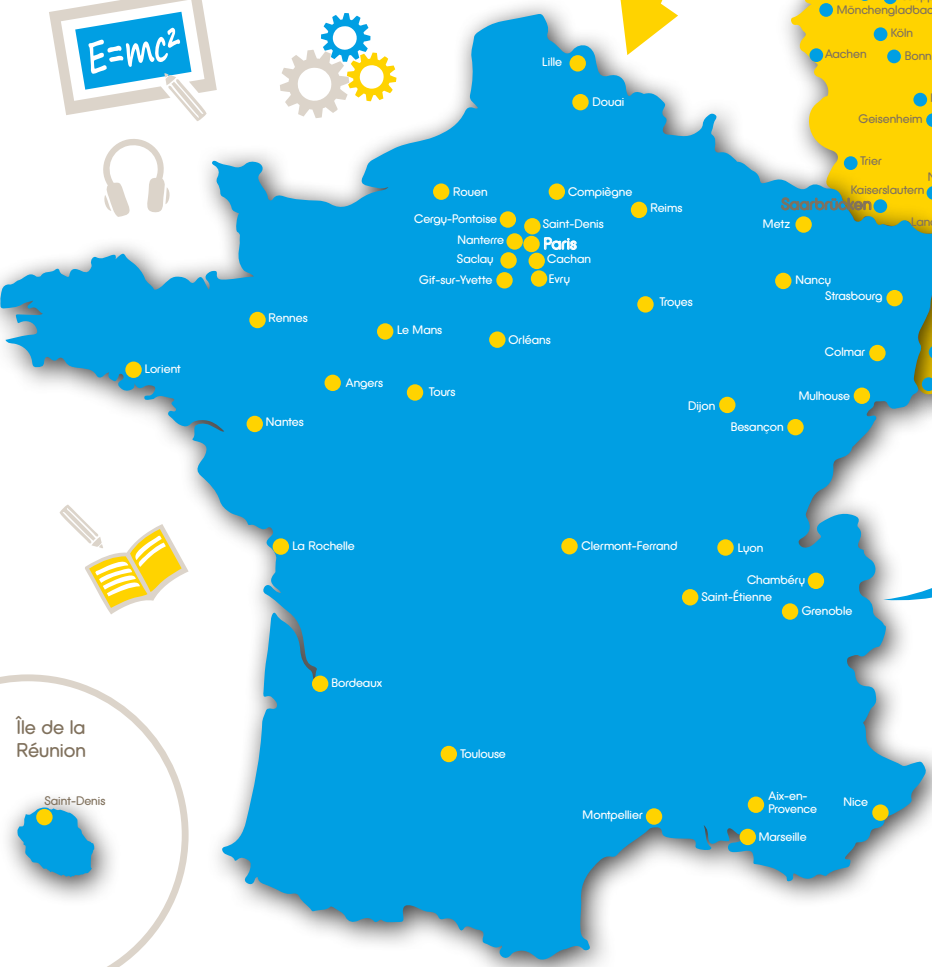 E=mc²
Mönchengladbac
Köln
Aachen
Bonn
Geisenheim
Trier
Kaiserslautern
Saarbrücken
Lille
Douai
Rouen
Compiègne
Reims
Cergy-Pontoise
Saint-Denis
Metz
Nanterre
Paris
Saclay
Cachan
Gif-sur-Yvette
Evry
Nancy
Strasbourg
Troyes
Rennes
Le Mans
Orléans
Colmar
Lorient
Angers
Tours
Mulhouse
Dijon
Nantes
Besançon
La Rochelle
Clermont-Ferrand
Lyon
Chambéry
Saint-Étienne
Grenoble
Bordeaux
Île de la
Réunion
Toulouse
Saint-Denis
Aix-en-
Provence
Nice
Montpellier
Marseille